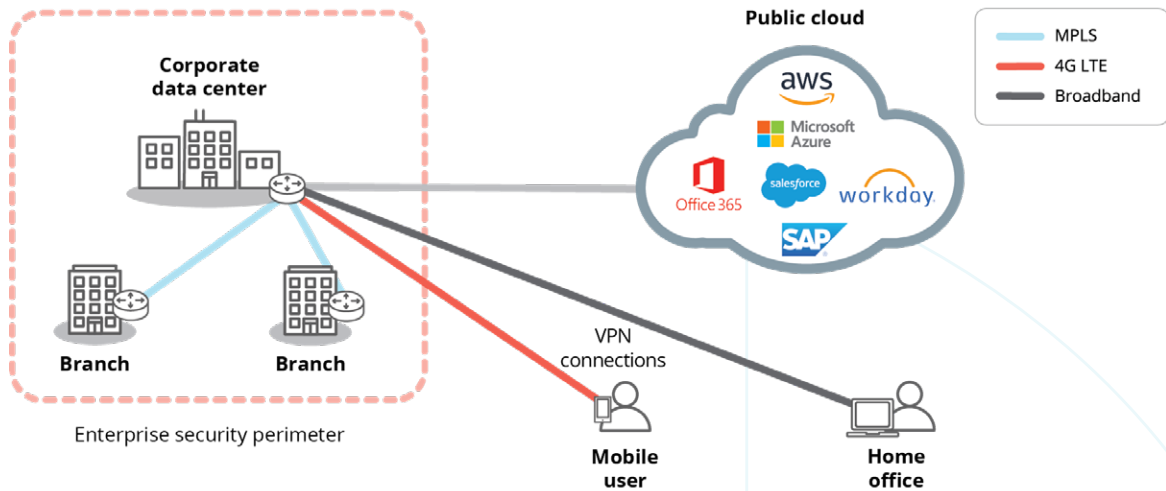 Public cloud
MPLS
4G LTE
Broadband
Corporate
data center
aws
Microsoft
Azure
Office 365
salesforce
workday.
SAP®
Branch
Branch
VPN
connections
Enterprise security perimeter
Mobile
user
Home
office